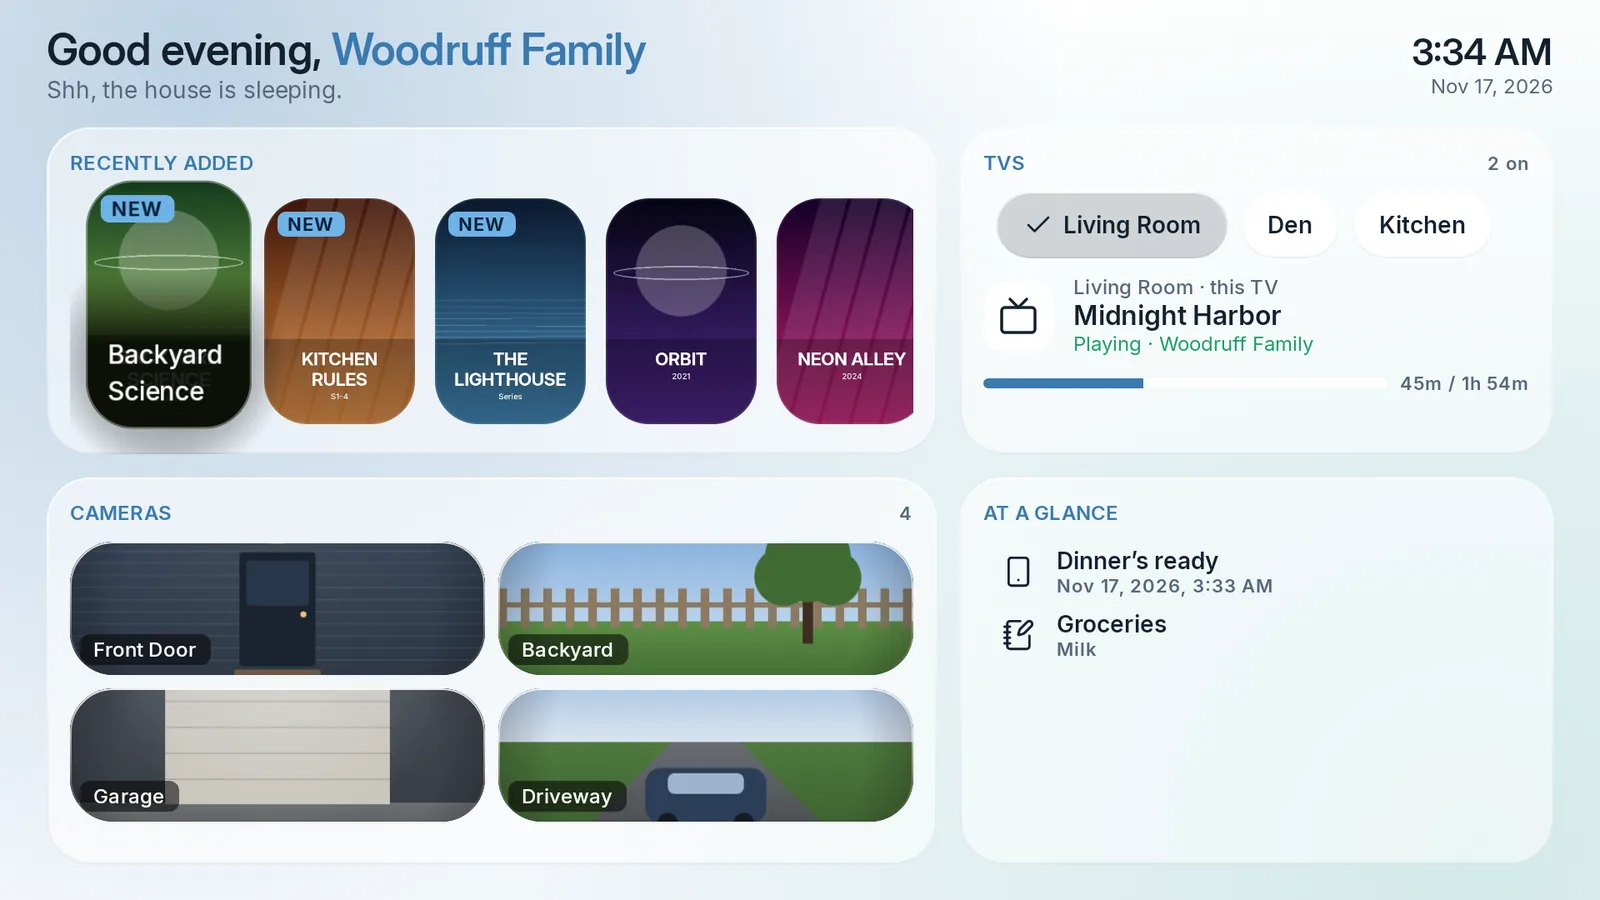 Good evening, Woodruff Family
Shh, the house is sleeping.
3:34 AM
Nov 17, 2026
RECENTLY ADDED
NEW
Backyard
Science
SCIENCE
NEW
KITCHEN
RULES
S1-4
NEW
THE
LIGHTHOUSE
Series
ORBIT
2021
NEON ALLEY
2024
TVS
2 on
Living Room
Den
Kitchen
Living Room · this TV
Midnight Harbor
Playing · Woodruff Family
45m / 1h 54m
CAMERAS
4
Front Door
Backyard
Garage
Driveway
AT A GLANCE
Dinner’s ready
Nov 17, 2026, 3:33 AM
Groceries
Milk